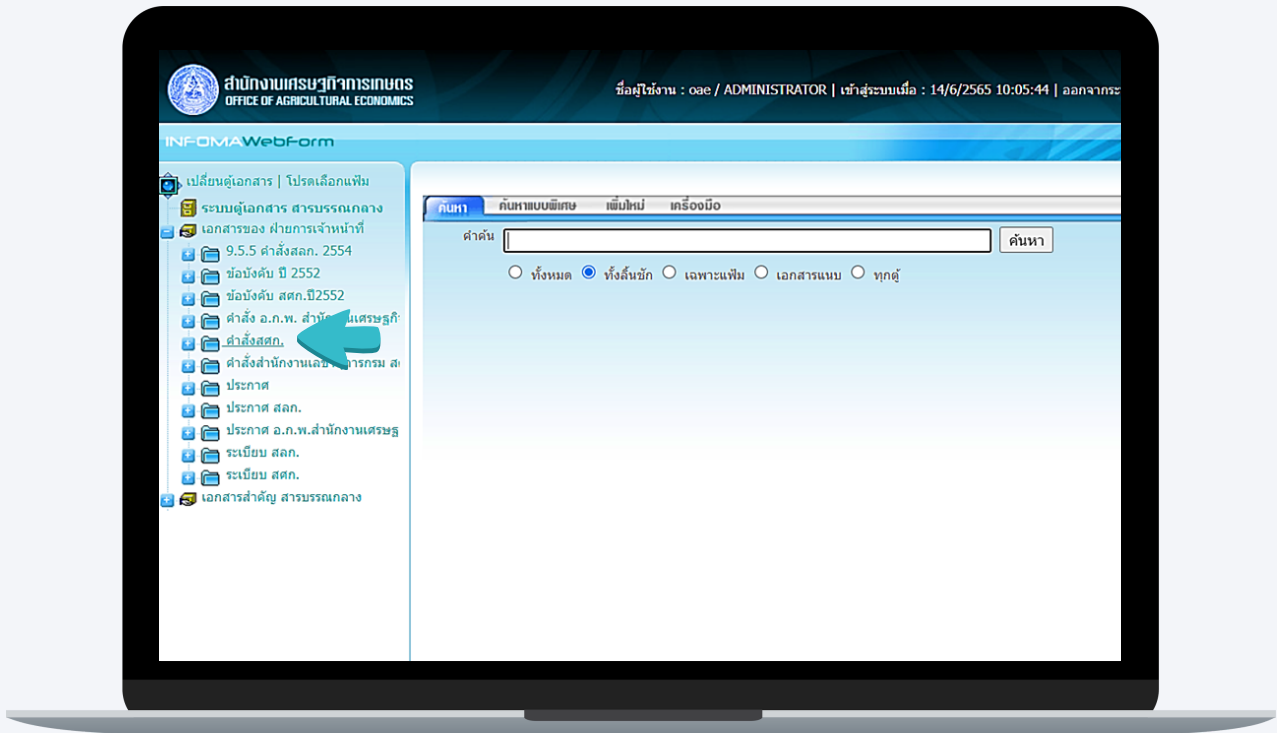 สำนักงานเศรษฐกิจการเกษตร
OFFICE OF AGRICULTURAL ECONOMICS
ชื่อผู้ใช้งาน : oae / ADMINISTRATOR | เข้าสู่ระบบเมื่อ : 14/6/2565 10:05:44 | ออกจากระ
INFOMAWebForm
เปลี่ยนตู้เอกสาร | โปรดเลือกแฟ้ม
ระบบตู้เอกสาร สารบรรณกลาง
เอกสารของ ฝ่ายการเจ้าหน้าที่
9.5.5 คำสั่งสลก. 2554
ข้อบังคับ ปี 2552
ข้อบังคับ สศก.ปี2552
คำสั่ง อ.ก.พ. สำนัก
คำสั่งสศก.
คำสั่งสำนักงานเล
ประกาศ
ประกาศ สลก.
ประกาศ อ.ก.พ.สำนักงานเศรษฐ
ระเบียบ สลก.
ระเบียบ สศก.
เอกสารสำคัญ สารบรรณกลาง
ค้นหา ค้นหาแบบพิเศษ เพิ่มใหม่ เครื่องมือ
คำค้น ค้นหา
ทั้งหมด ทั้งลิ้นชัก เฉพาะแฟ้ม เอกสารแนบ ทุกตู้